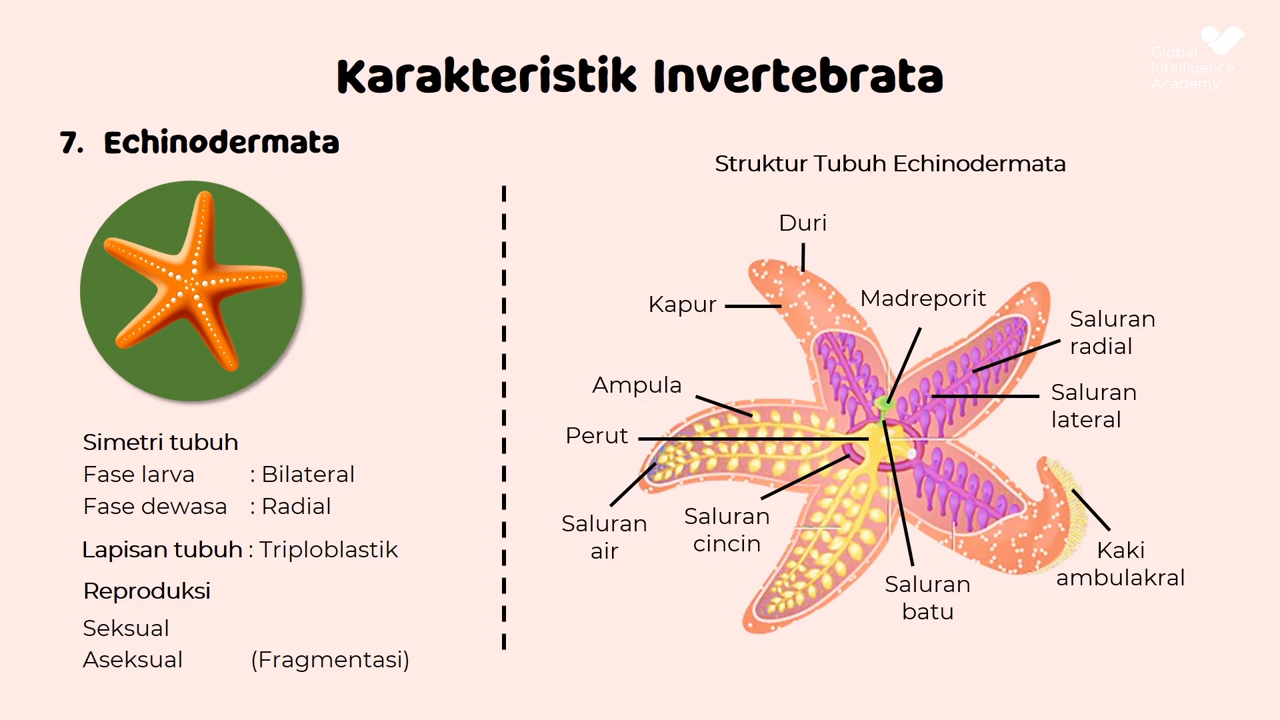 Global
Intelligence
Academy
Karakteristik Invertebrata
7. Echinodermata
Simetri tubuh
Fase larva : Bilateral
Fase dewasa : Radial
Lapisan tubuh : Triploblastik
Reproduksi
Seksual
Aseksual (Fragmentasi)
Struktur Tubuh Echinodermata
Duri
Kapur
Madreporit
Saluran
radial
Ampula
Saluran
lateral
Perut
Saluran
air
Saluran
cincin
Saluran
batu
Kaki
ambulakral